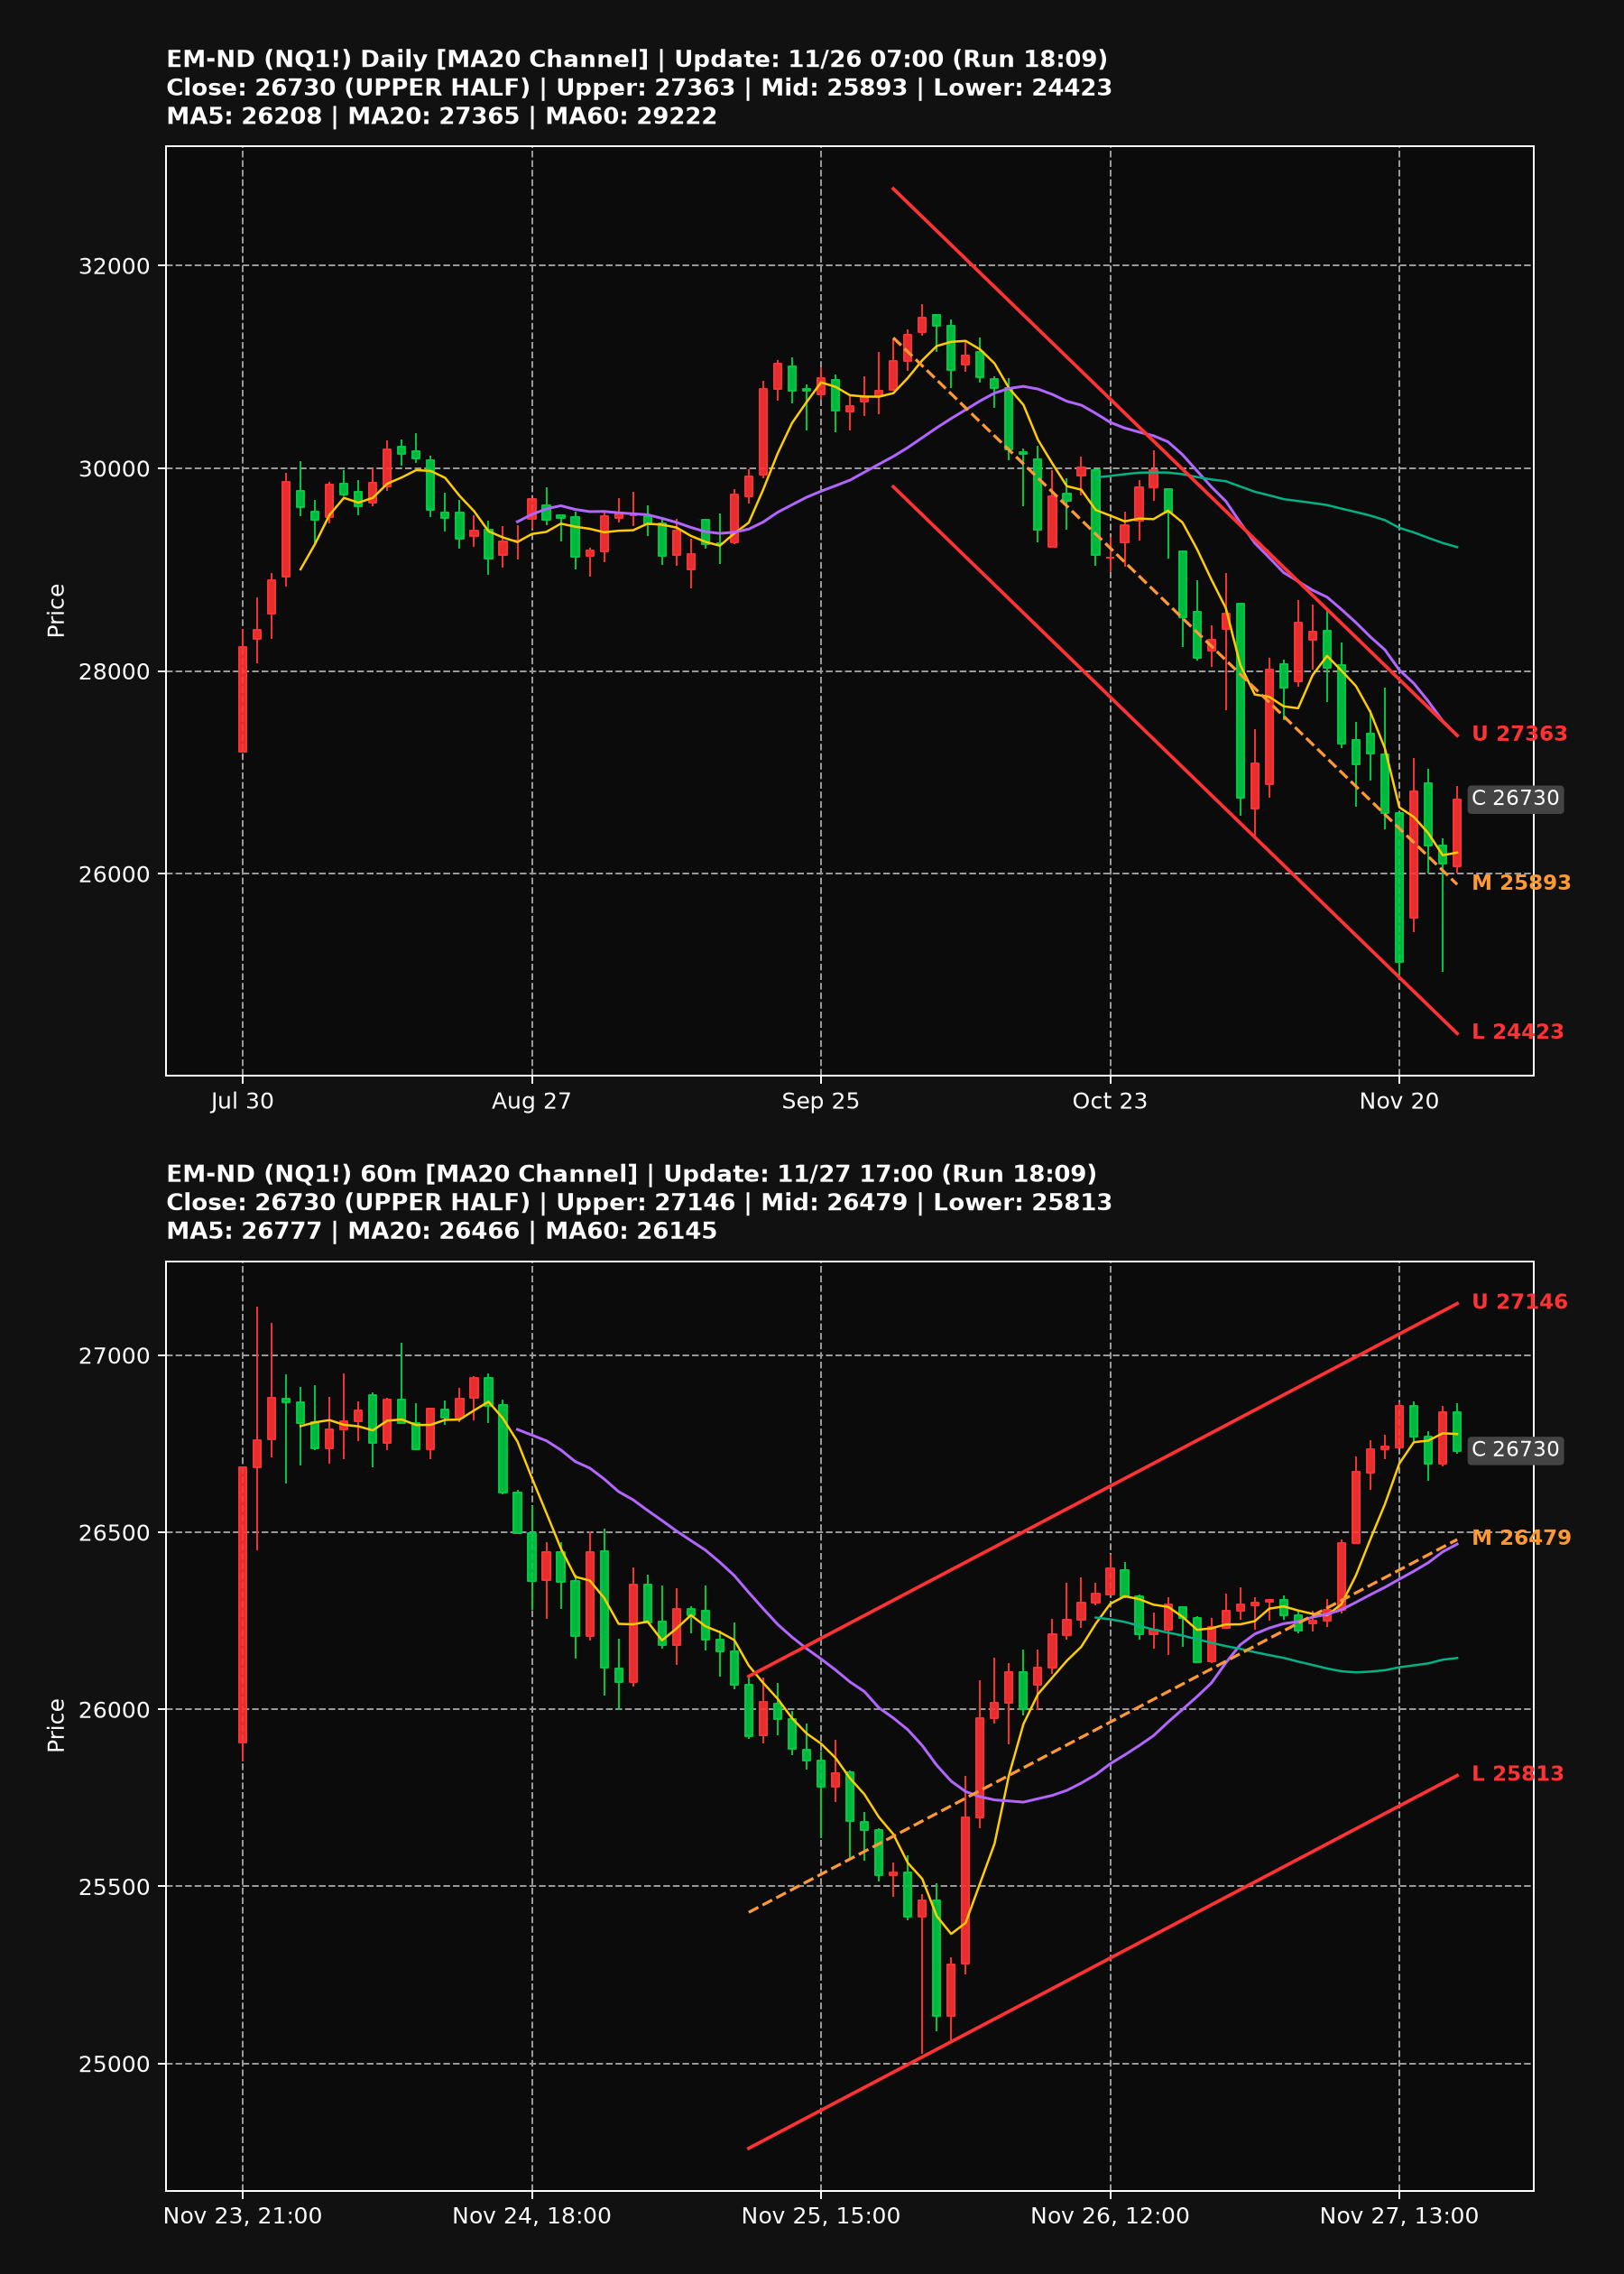 EM-ND (NQ1!) Daily [MA20 Channel] | Update: 11/26 07:00 (Run 18:09)
Close: 26730 (UPPER HALF) | Upper: 27363 | Mid: 25893 | Lower: 24423
MA5: 26208 | MA20: 27365 | MA60: 29222
32000
30000
28000
26000
Price
U 27363
C 26730
M 25893
L 24423
Jul 30
Aug 27
Sep 25
Oct 23
Nov 20
EM-ND (NQ1!) 60m [MA20 Channel] | Update: 11/27 17:00 (Run 18:09)
Close: 26730 (UPPER HALF) | Upper: 27146 | Mid: 26479 | Lower: 25813
MA5: 26777 | MA20: 26466 | MA60: 26145
27000
26500
26000
25500
25000
Price
U 27146
C 26730
M 26479
L 25813
Nov 23, 21:00
Nov 24, 18:00
Nov 25, 15:00
Nov 26, 12:00
Nov 27, 13:00